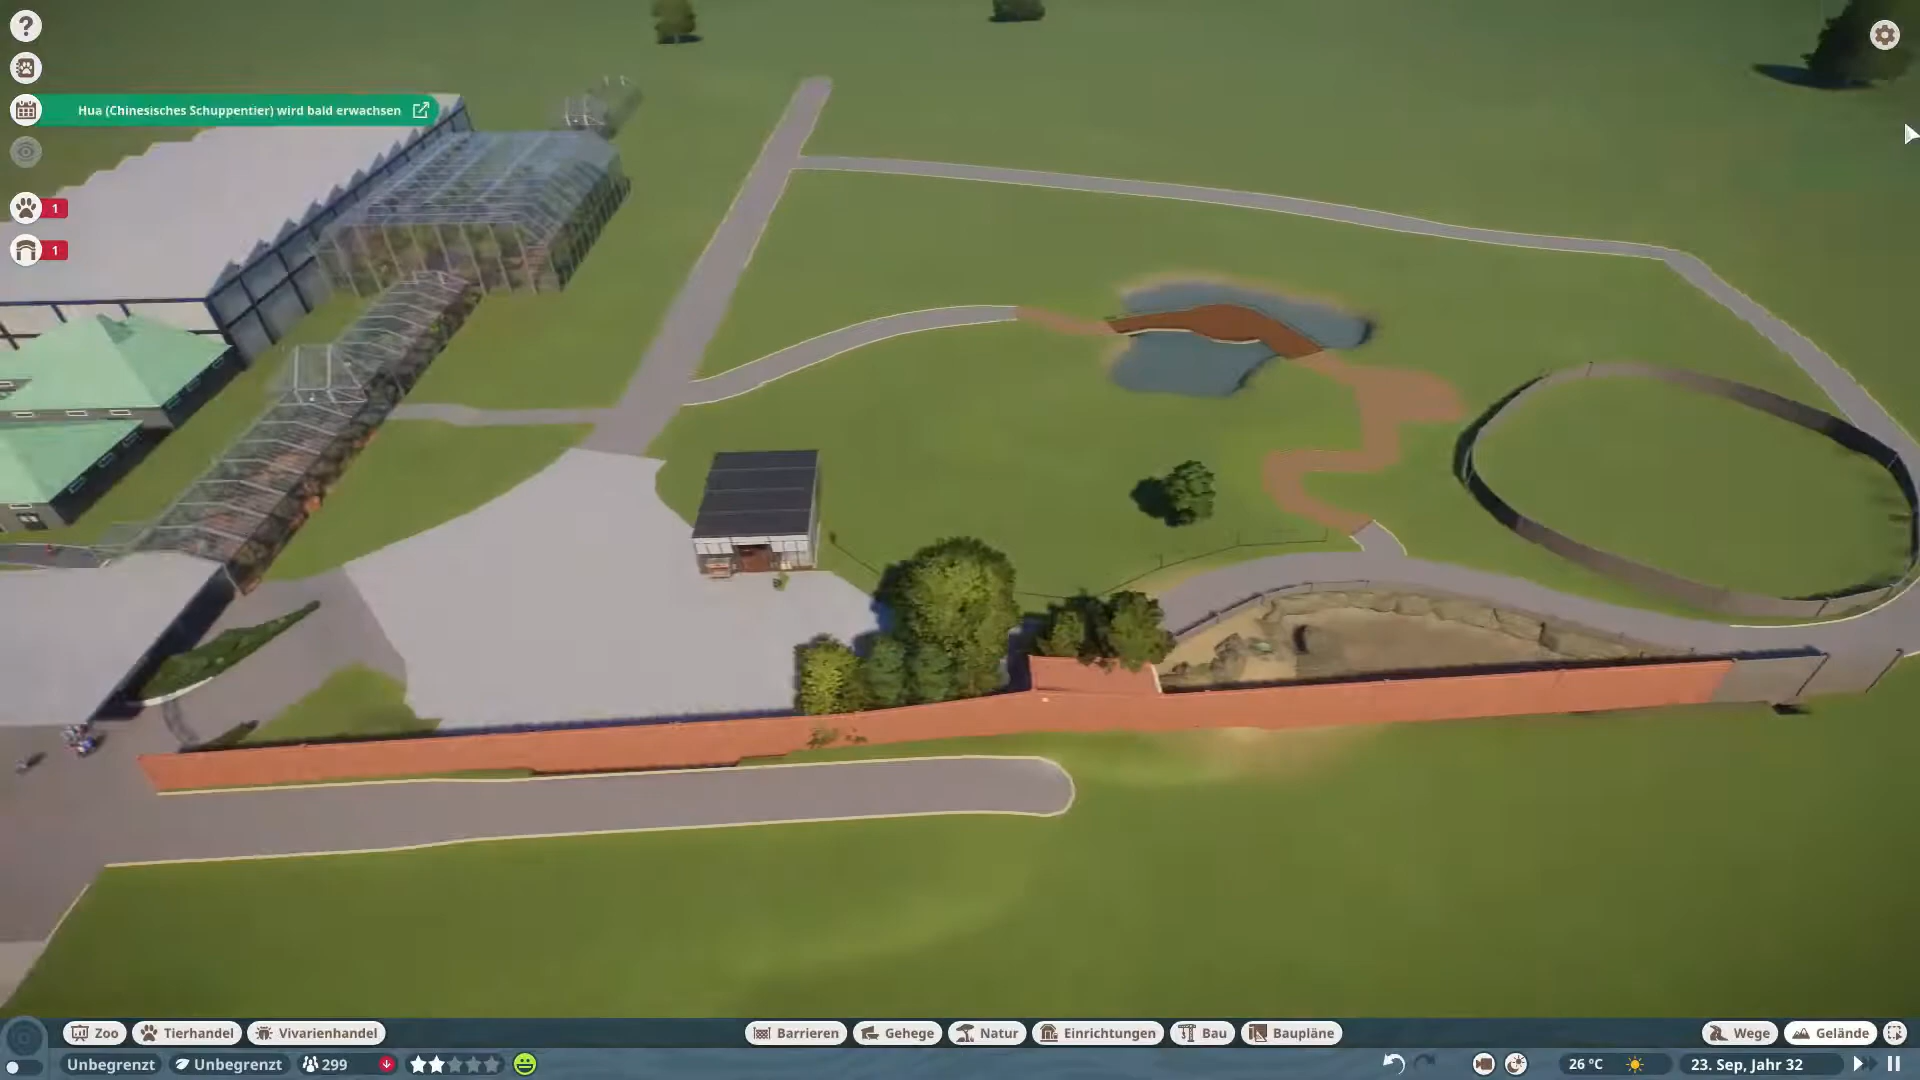 ?
Hua (Chinesisches Schuppentier) wird bald erwachsen
1
1
Zoo
Tierhandel
Vivarienhandel
Barrieren
Gehege
Natur
Einrichtungen
Bau
Baupläne
Wege
Gelände
Unbegrenzt
Unbegrenzt
299
26 °C
23. Sep, Jahr 32